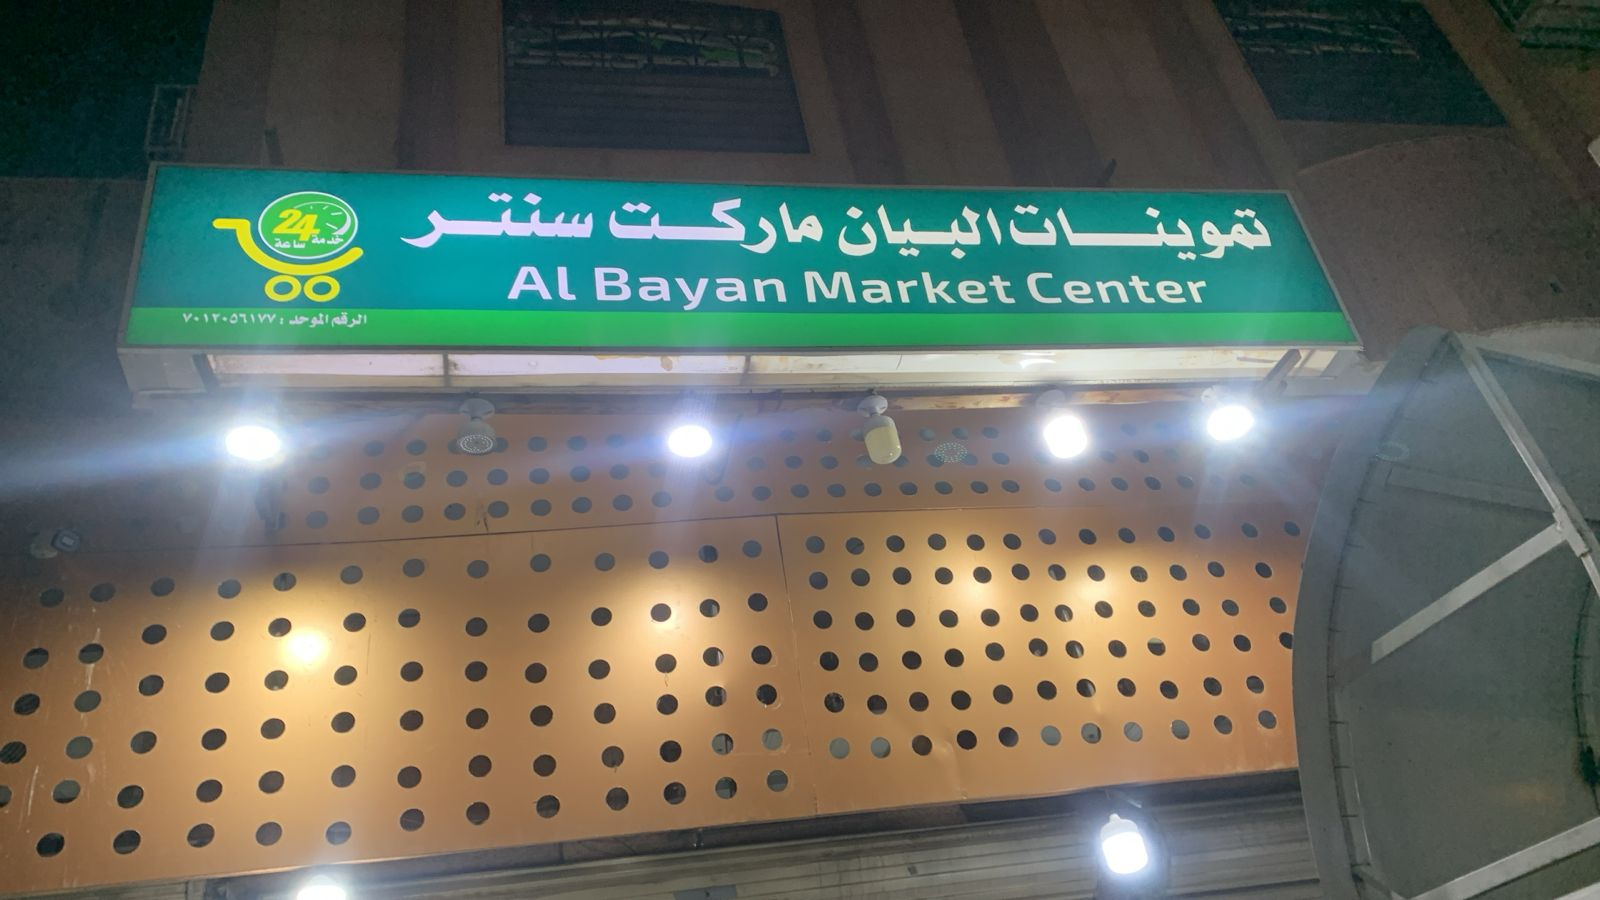 تموينات البيان ماركت سنتر
Al Bayan Market Center
24
خدمة ساعة
الرقم الموحد : ٧٠١٢٠٥٦١٧٧